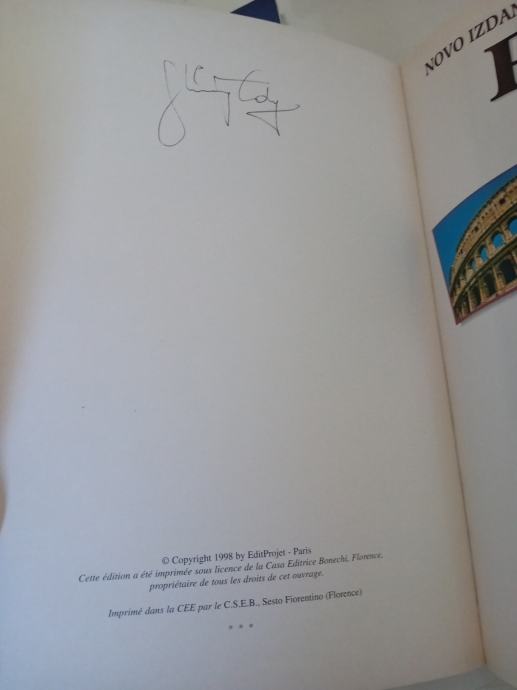 NOVO IZDAN
© Copyright 1998 by EditProjet - Paris
Cette édition a été imprimée sous licence de la Casa Editrice Bonechi, Florence,
propriétaire de tous les droits de cet ouvrage.
Imprimé dans la CEE par le C.S.E.B., Sesto Fiorentino (Florence)
* * *